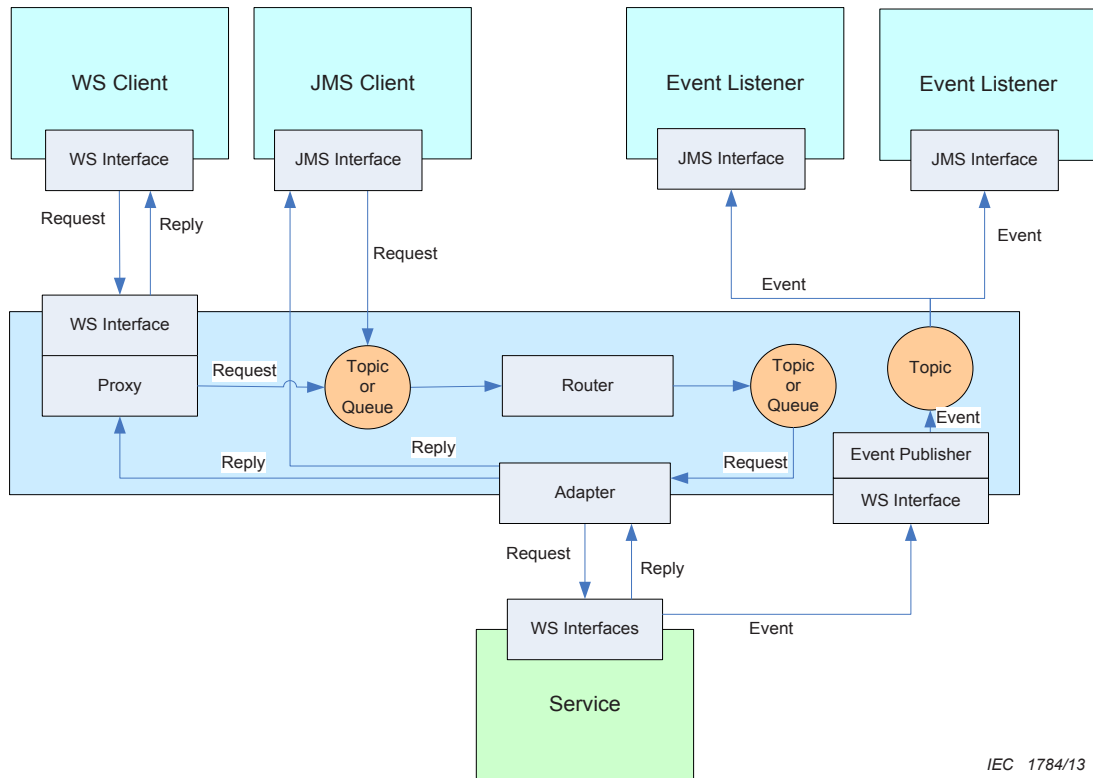 WS Client
JMS Client
Event Listener
Event Listener
WS Interface
JMS Interface
JMS Interface
JMS Interface
Request
Reply
Request
Event
Event
WS Interface
Proxy
Request
Topic
or
Queue
Router
Topic
or
Queue
Topic
Event
Reply
Reply
Request
Event Publisher
WS Interface
Adapter
Request
Reply
WS Interfaces
Event
Service
IEC 1784/13